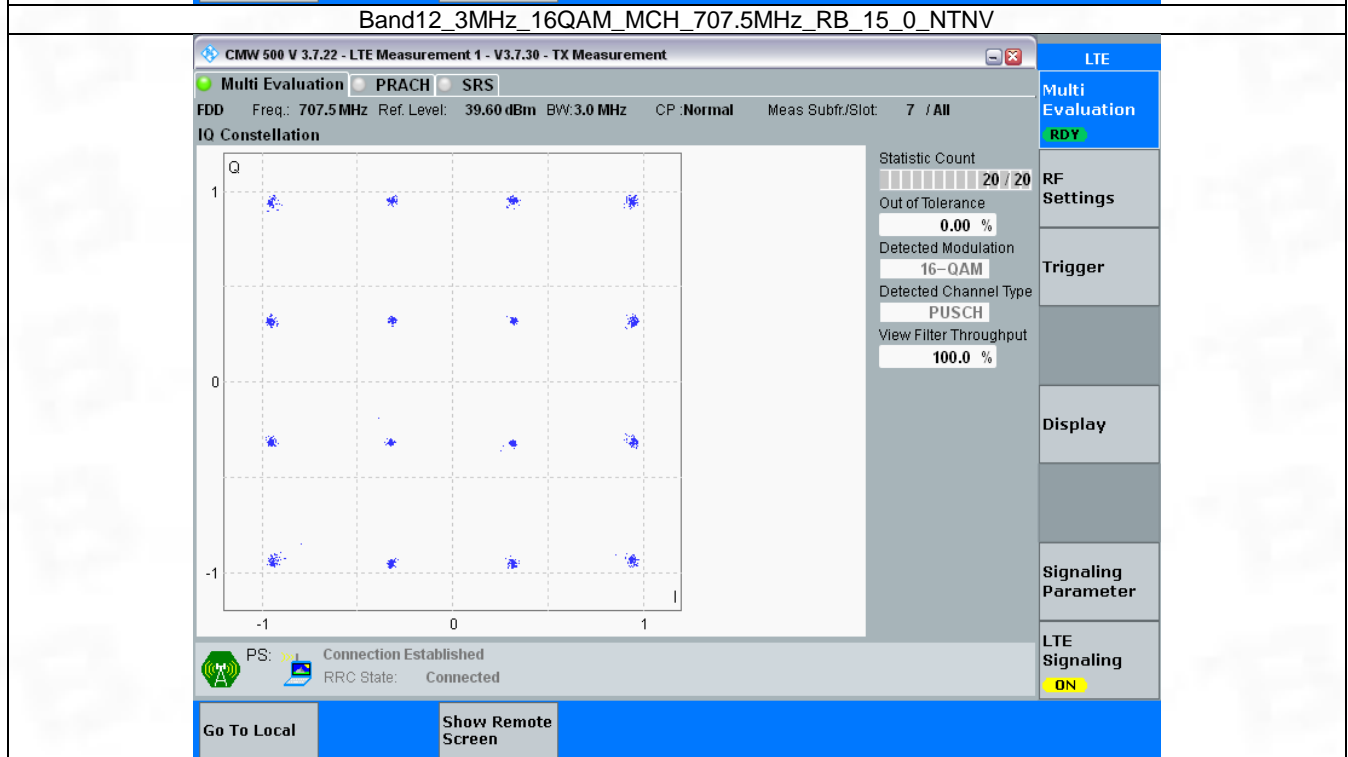 Band12_3MHz_16QAM_MCH_707.5MHz_RB_15_0_NTNV
CMW 500 V 3.7.22 - LTE Measurement 1 - V3.7.30 - TX Measurement
LTE
Multi Evaluation PRACH SRS
FDD Freq.: 707.5 MHz Ref. Level: 39.60 dBm BW: 3.0 MHz CP :Normal Meas Subfr./Slot: 7 / All
IQ Constellation
Q
1
0
-1
I
-1 0 1
Statistic Count
20 / 20
Out of Tolerance
0.00 %
Detected Modulation
16-QAM
Detected Channel Type
PUSCH
View Filter Throughput
100.0 %
Multi
Evaluation
RDY
RF
Settings
Trigger
Display
Signaling
Parameter
LTE
Signaling
ON
PS: Connection Established
RRC State: Connected
Go To Local
Show Remote
Screen